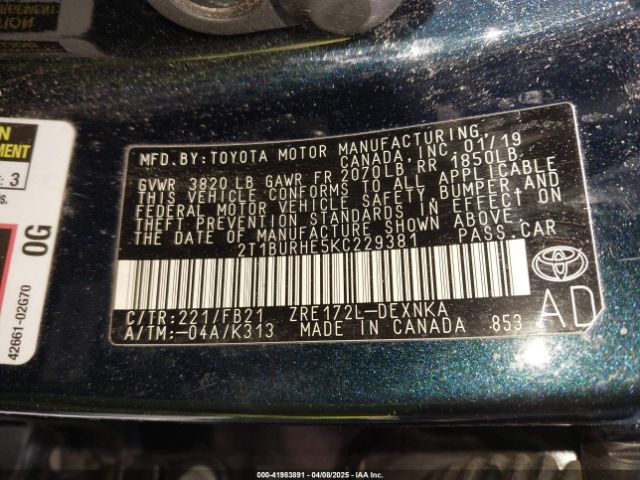 MFD. BY: TOYOTA MOTOR MANUFACTURING,
CANADA, INC. 01/19
GVWR 3820 LB GAWR FR 2070LB. RR 1850LB.
THIS VEHICLE CONFORMS TO ALL APPLICABLE
FEDERAL MOTOR VEHICLE SAFETY, BUMPER, AND
THEFT PREVENTION STANDARDS IN EFFECT ON
THE DATE OF MANUFACTURE SHOWN ABOVE.
2T1BURHE5KC229381 PASS. CAR
C/TR: 221/FB21 ZRE172L-DEXNKA
A/TM: -04A/K313 MADE IN CANADA 853
AD
MENT
: 3
OG
42661-02G70
000-41983891 - 04/08/2025 - IAA Inc.